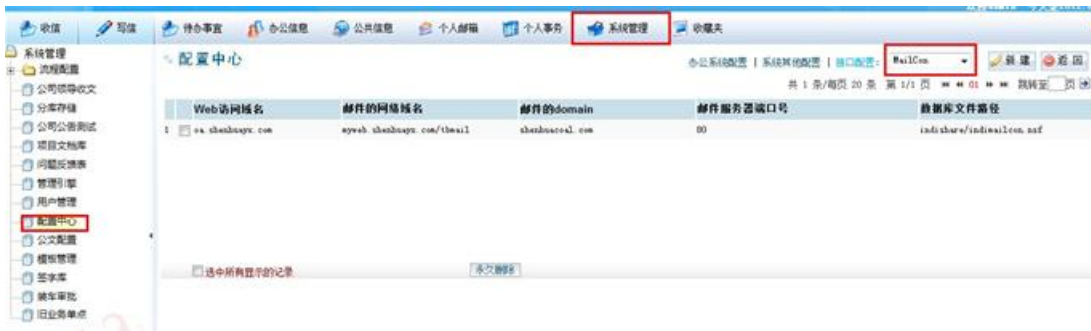 收信 写信 待办事宜 办公信息 公共信息 个人邮箱 个人事务 系统管理 收藏夹
系统管理
流程配置
公司领导收文
分库存储
公司公告测试
项目文档库
问题反馈表
管理引擎
用户管理
配置中心
公文配置
模板管理
签字库
装车审批
旧业务单点
配置中心
办公系统配置 | 系统其他配置 | 接口配置: MailCon 新建 返回
共 1 条/每页 20 条 第 1/1 页 01 跳转至 页
Web访问域名 邮件的网络域名 邮件的domain 邮件服务器端口号 数据库文件路径
1 oa.shenhuayx.com myweb.shenhuayx.com/tbmail shenhuacoal.com 80 indishare/indimailcon.nsf
选中所有显示的记录 永久删除